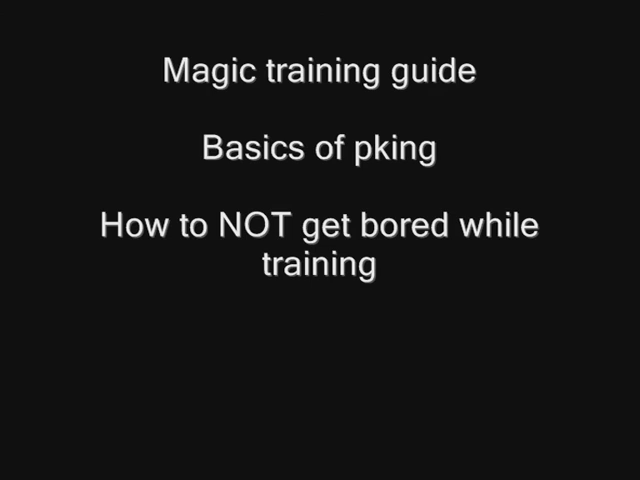 Magic training guide
Basics of pking
How to NOT get bored while
training